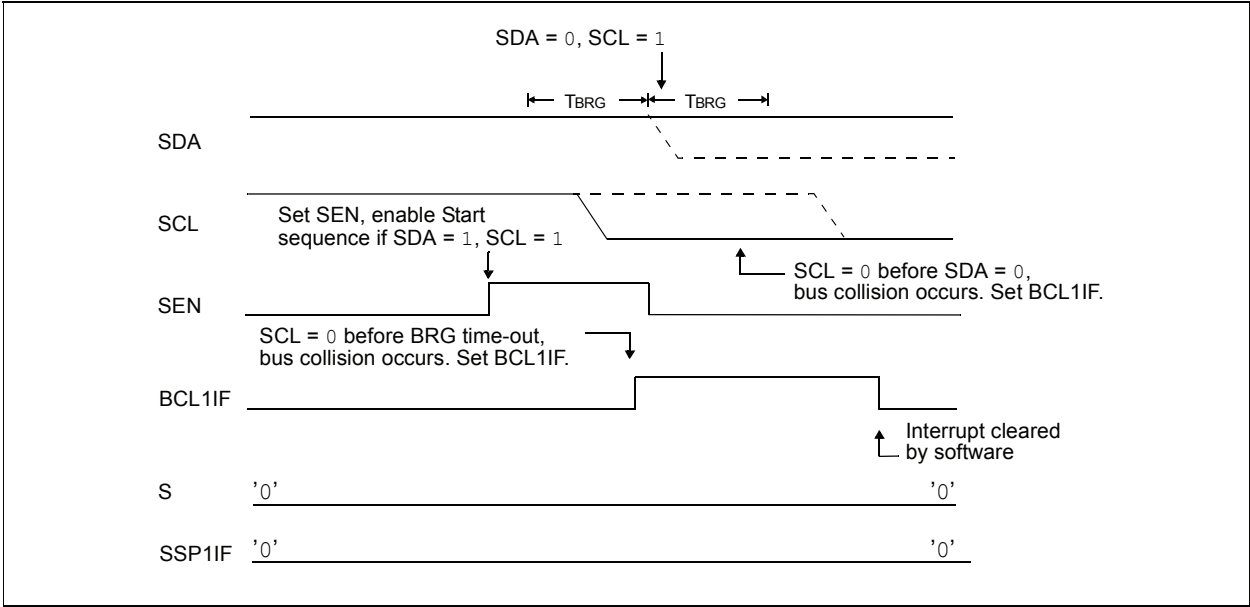 SDA = 0, SCL = 1
TBRG TBRG
SDA
SCL
Set SEN, enable Start
sequence if SDA = 1, SCL = 1
SCL = 0 before SDA = 0,
bus collision occurs. Set BCL1IF.
SEN
SCL = 0 before BRG time-out,
bus collision occurs. Set BCL1IF.
BCL1IF
Interrupt cleared
by software
S '0' '0'
SSP1IF '0' '0'